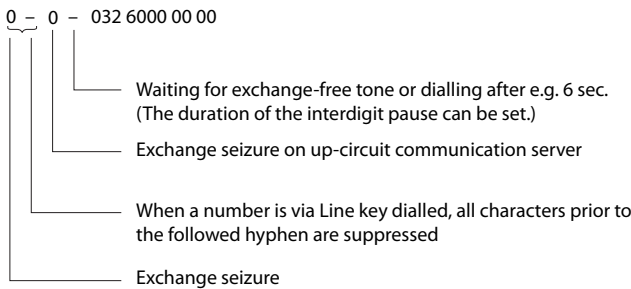 0 – 0 – 032 6000 00 00
Waiting for exchange-free tone or dialling after e.g. 6 sec.
(The duration of the interdigit pause can be set.)
Exchange seizure on up-circuit communication server
When a number is via Line key dialled, all characters prior to
the followed hyphen are suppressed
Exchange seizure